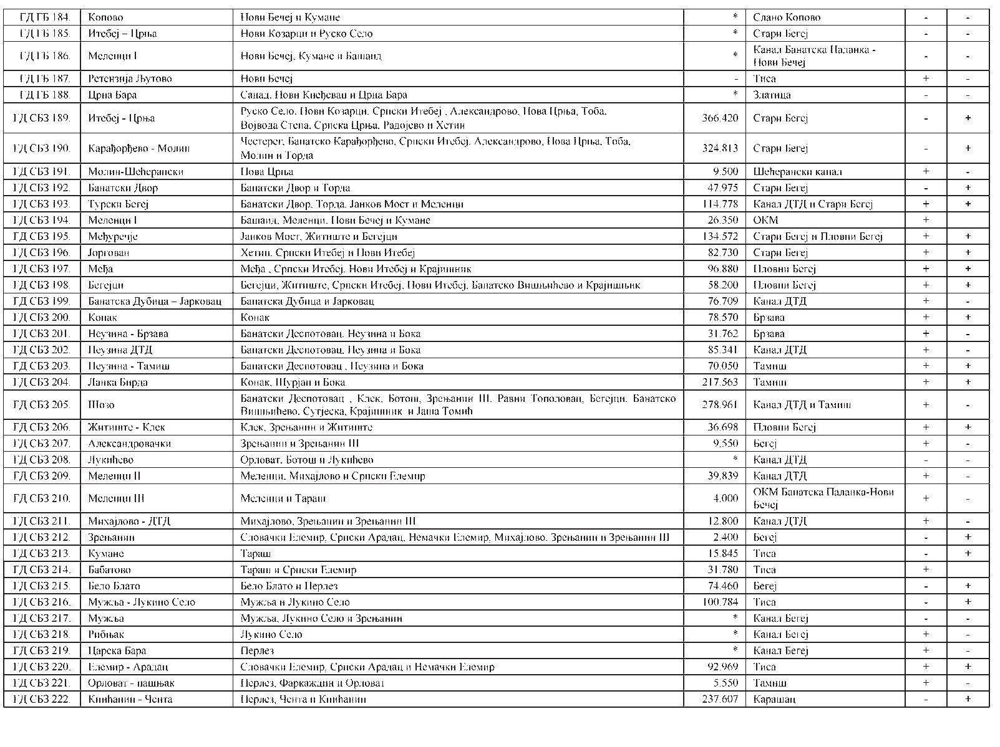 ГД ГБ 184. Копово Нови Бечеј и Кумане * Слано Копово - -
ГД ГБ 185. Итебеј – Црња Нови Козарци и Руско Село * Стари Бегеј - -
ГД ГБ 186. Меленци I Нови Бечеј, Кумане и Башаид * Канал Банатска Паланка - Нови Бечеј - -
ГД ГБ 187. Ретензија Љутово Нови Бечеј - Тиса + -
ГД ГБ 188. Црна Бара Санад, Нови Кнежевац и Црна Бара * Златица - -
ГД СБЗ 189. Итебеј - Црња Руско Село, Нови Козарци, Српски Итебеј , Александрово, Нова Црња, Тоба, Војвода Степа, Српска Црња, Радојево и Хетин 366.420 Стари Бегеј - +
ГД СБЗ 190. Карађорђево - Молин Честерег, Банатско Карађорђево, Српски Итебеј, Александрово, Нова Црња, Тоба, Молин и Торда 324.813 Стари Бегеј - +
ГД СБЗ 191. Молин-Шећерански Нова Црња 9.500 Шећерански канал + -
ГД СБЗ 192. Банатски Двор Банатски Двор и Торда 47.975 Стари Бегеј - +
ГД СБЗ 193. Турски Бегеј Банатски Двор, Торда, Јанков Мост и Меленци 114.778 Канал ДТД и Стари Бегеј + +
ГД СБЗ 194. Меленци I Башаид, Меленци, Нови Бечеј и Кумане 26.350 ОКМ +
ГД СБЗ 195. Међуречје Јанков Мост, Житиште и Бегејци 134.572 Стари Бегеј и Пловни Бегеј + +
ГД СБЗ 196. Јоргован Хетин, Српски Итебеј и Нови Итебеј 82.730 Стари Бегеј + +
ГД СБЗ 197. Међа Међа , Српски Итебеј, Нови Итебеј и Крајишник 96.880 Пловни Бегеј + +
ГД СБЗ 198. Бегејци Бегејци, Житиште, Српски Итебеј, Нови Итебеј, Банатско Вишњићево и Крајишњик 58.200 Пловни Бегеј + +
ГД СБЗ 199. Банатска Дубица – Јарковац Банатска Дубица и Јарковац 76.709 Канал ДТД + -
ГД СБЗ 200. Конак Конак 78.570 Брзава + +
ГД СБЗ 201. Неузина - Брзава Банатски Деспотовац, Неузина и Бока 31.762 Брзава + -
ГД СБЗ 202. Неузина ДТД Банатски Деспотовац, Неузина и Бока 85.341 Канал ДТД + -
ГД СБЗ 203. Неузина - Тамиш Банатски Деспотовац , Неузина и Бока 70.050 Тамиш + +
ГД СБЗ 204. Ланка Бирда Конак, Шурјан и Бока 217.563 Тамиш + +
ГД СБЗ 205. Шозо Банатски Деспотовац , Клек, Ботош, Зрењанин III, Равни Тополовац, Бегејци, Банатско Вишњићево, Сутјеска, Крајишник и Јаша Томић 278.961 Канал ДТД и Тамиш + -
ГД СБЗ 206. Житиште - Клек Клек, Зрењанин и Житиште 36.698 Пловни Бегеј + +
ГД СБЗ 207. Александровачки Зрењанин и Зрењанин III 9.550 Бегеј + -
ГД СБЗ 208. Лукићево Орловат, Ботош и Лукићево * Канал ДТД - -
ГД СБЗ 209. Меленци II Меленци, Михајлово и Српски Елемир 39.839 Канал ДТД + -
ГД СБЗ 210. Меленци III Меленци и Тараш 4.000 ОКМ Банатска Паланка-Нови Бечеј + -
ГД СБЗ 211. Михајлово - ДТД Михајлово, Зрењанин и Зрењанин III 12.800 Канал ДТД + -
ГД СБЗ 212. Зрењанин Словачки Елемир, Српски Арадац, Немачки Елемир, Михајлово, Зрењанин и Зрењанин III 2.400 Бегеј - +
ГД СБЗ 213. Кумане Тараш 15.845 Тиса - +
ГД СБЗ 214. Бабатово Тараш и Српски Елемир 31.780 Тиса +
ГД СБЗ 215. Бело Блато Бело Блато и Перлез 74.460 Бегеј - +
ГД СБЗ 216. Мужља - Лукино Село Мужља и Лукино Село 100.784 Тиса - +
ГД СБЗ 217. Мужља Мужља, Лукино Село и Зрењанин * Канал Бегеј - -
ГД СБЗ 218. Рибњак Лукино Село * Канал Бегеј + -
ГД СБЗ 219. Царска Бара Перлез * Канал Бегеј + -
ГД СБЗ 220. Елемир - Арадац Словачки Елемир, Српски Арадац и Немачки Елемир 92.969 Тиса + +
ГД СБЗ 221. Орловат - пашњак Перлез, Фаркаждин и Орловат 5.550 Тамиш + -
ГД СБЗ 222. Книћанин - Чента Перлез, Чента и Книћанин 237.607 Карашац - +